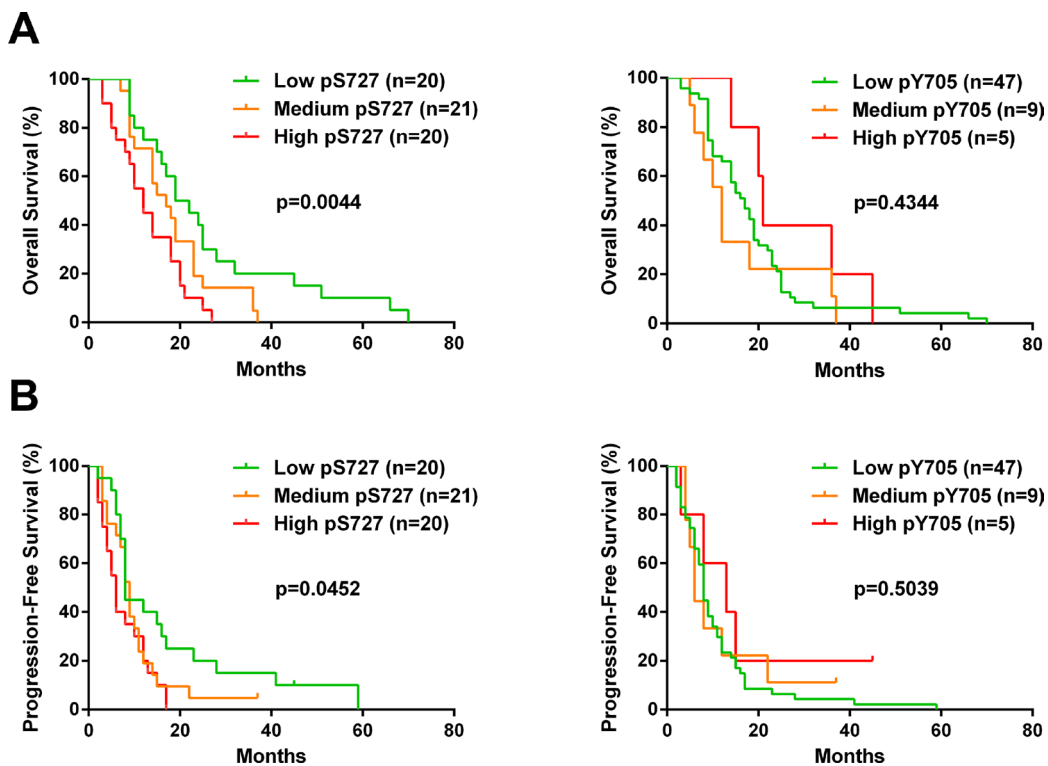 A
Overall Survival (%)
100
80
60
40
20
0
0 20 40 60 80
Months
Low pS727 (n=20)
Medium pS727 (n=21)
High pS727 (n=20)
p=0.0044
Overall Survival (%)
100
80
60
40
20
0
0 20 40 60 80
Months
Low pY705 (n=47)
Medium pY705 (n=9)
High pY705 (n=5)
p=0.4344
B
Progression-Free Survival (%)
100
80
60
40
20
0
0 20 40 60 80
Months
Low pS727 (n=20)
Medium pS727 (n=21)
High pS727 (n=20)
p=0.0452
Progression-Free Survival (%)
100
80
60
40
20
0
0 20 40 60 80
Months
Low pY705 (n=47)
Medium pY705 (n=9)
High pY705 (n=5)
p=0.5039